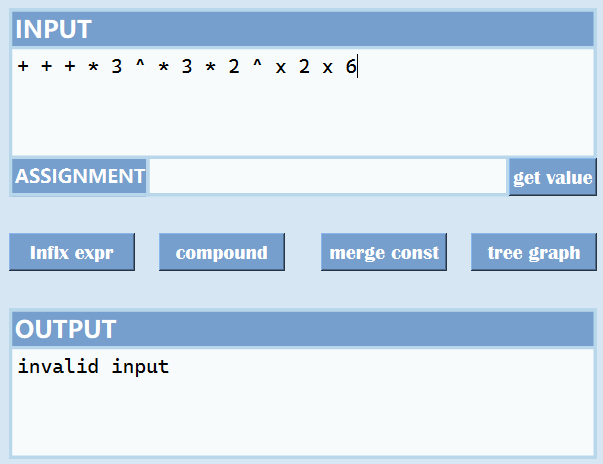 INPUT
+ + + * 3 ^ * 3 * 2 ^ x 2 x 6
ASSIGNMENT get value
Infix expr compound merge const tree graph
OUTPUT
invalid input